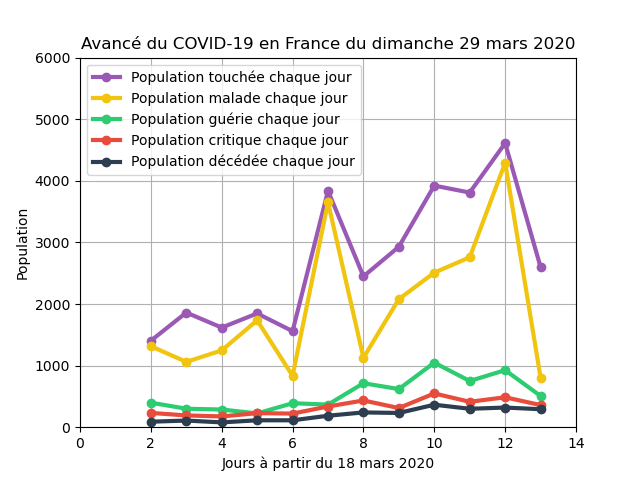 Avancé du COVID-19 en France du dimanche 29 mars 2020
6000
5000
4000
3000
2000
1000
0
Population
Population touchée chaque jour
Population malade chaque jour
Population guérie chaque jour
Population critique chaque jour
Population décédée chaque jour
0 2 4 6 8 10 12 14
Jours à partir du 18 mars 2020